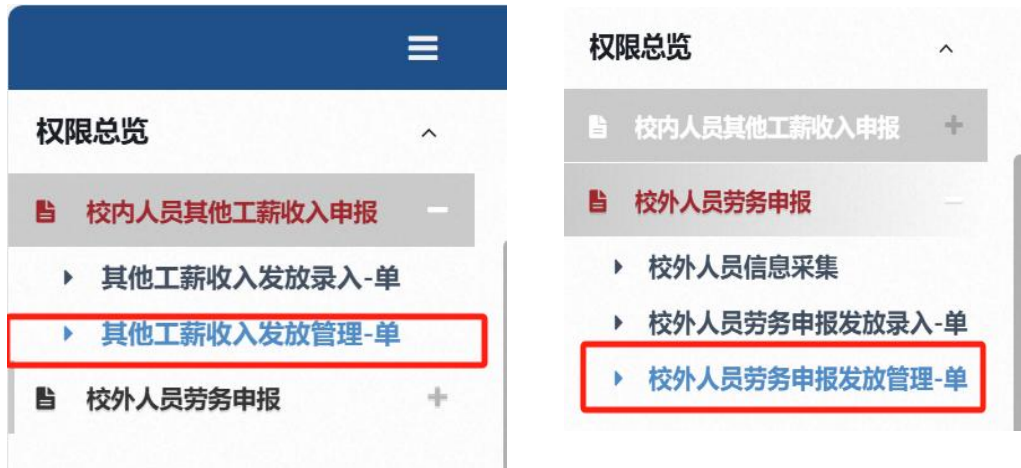 权限总览
校内人员其他工薪收入申报
其他工薪收入发放录入-单
其他工薪收入发放管理-单
校外人员劳务申报
权限总览
校内人员其他工薪收入申报
校外人员劳务申报
校外人员信息采集
校外人员劳务申报发放录入-单
校外人员劳务申报发放管理-单